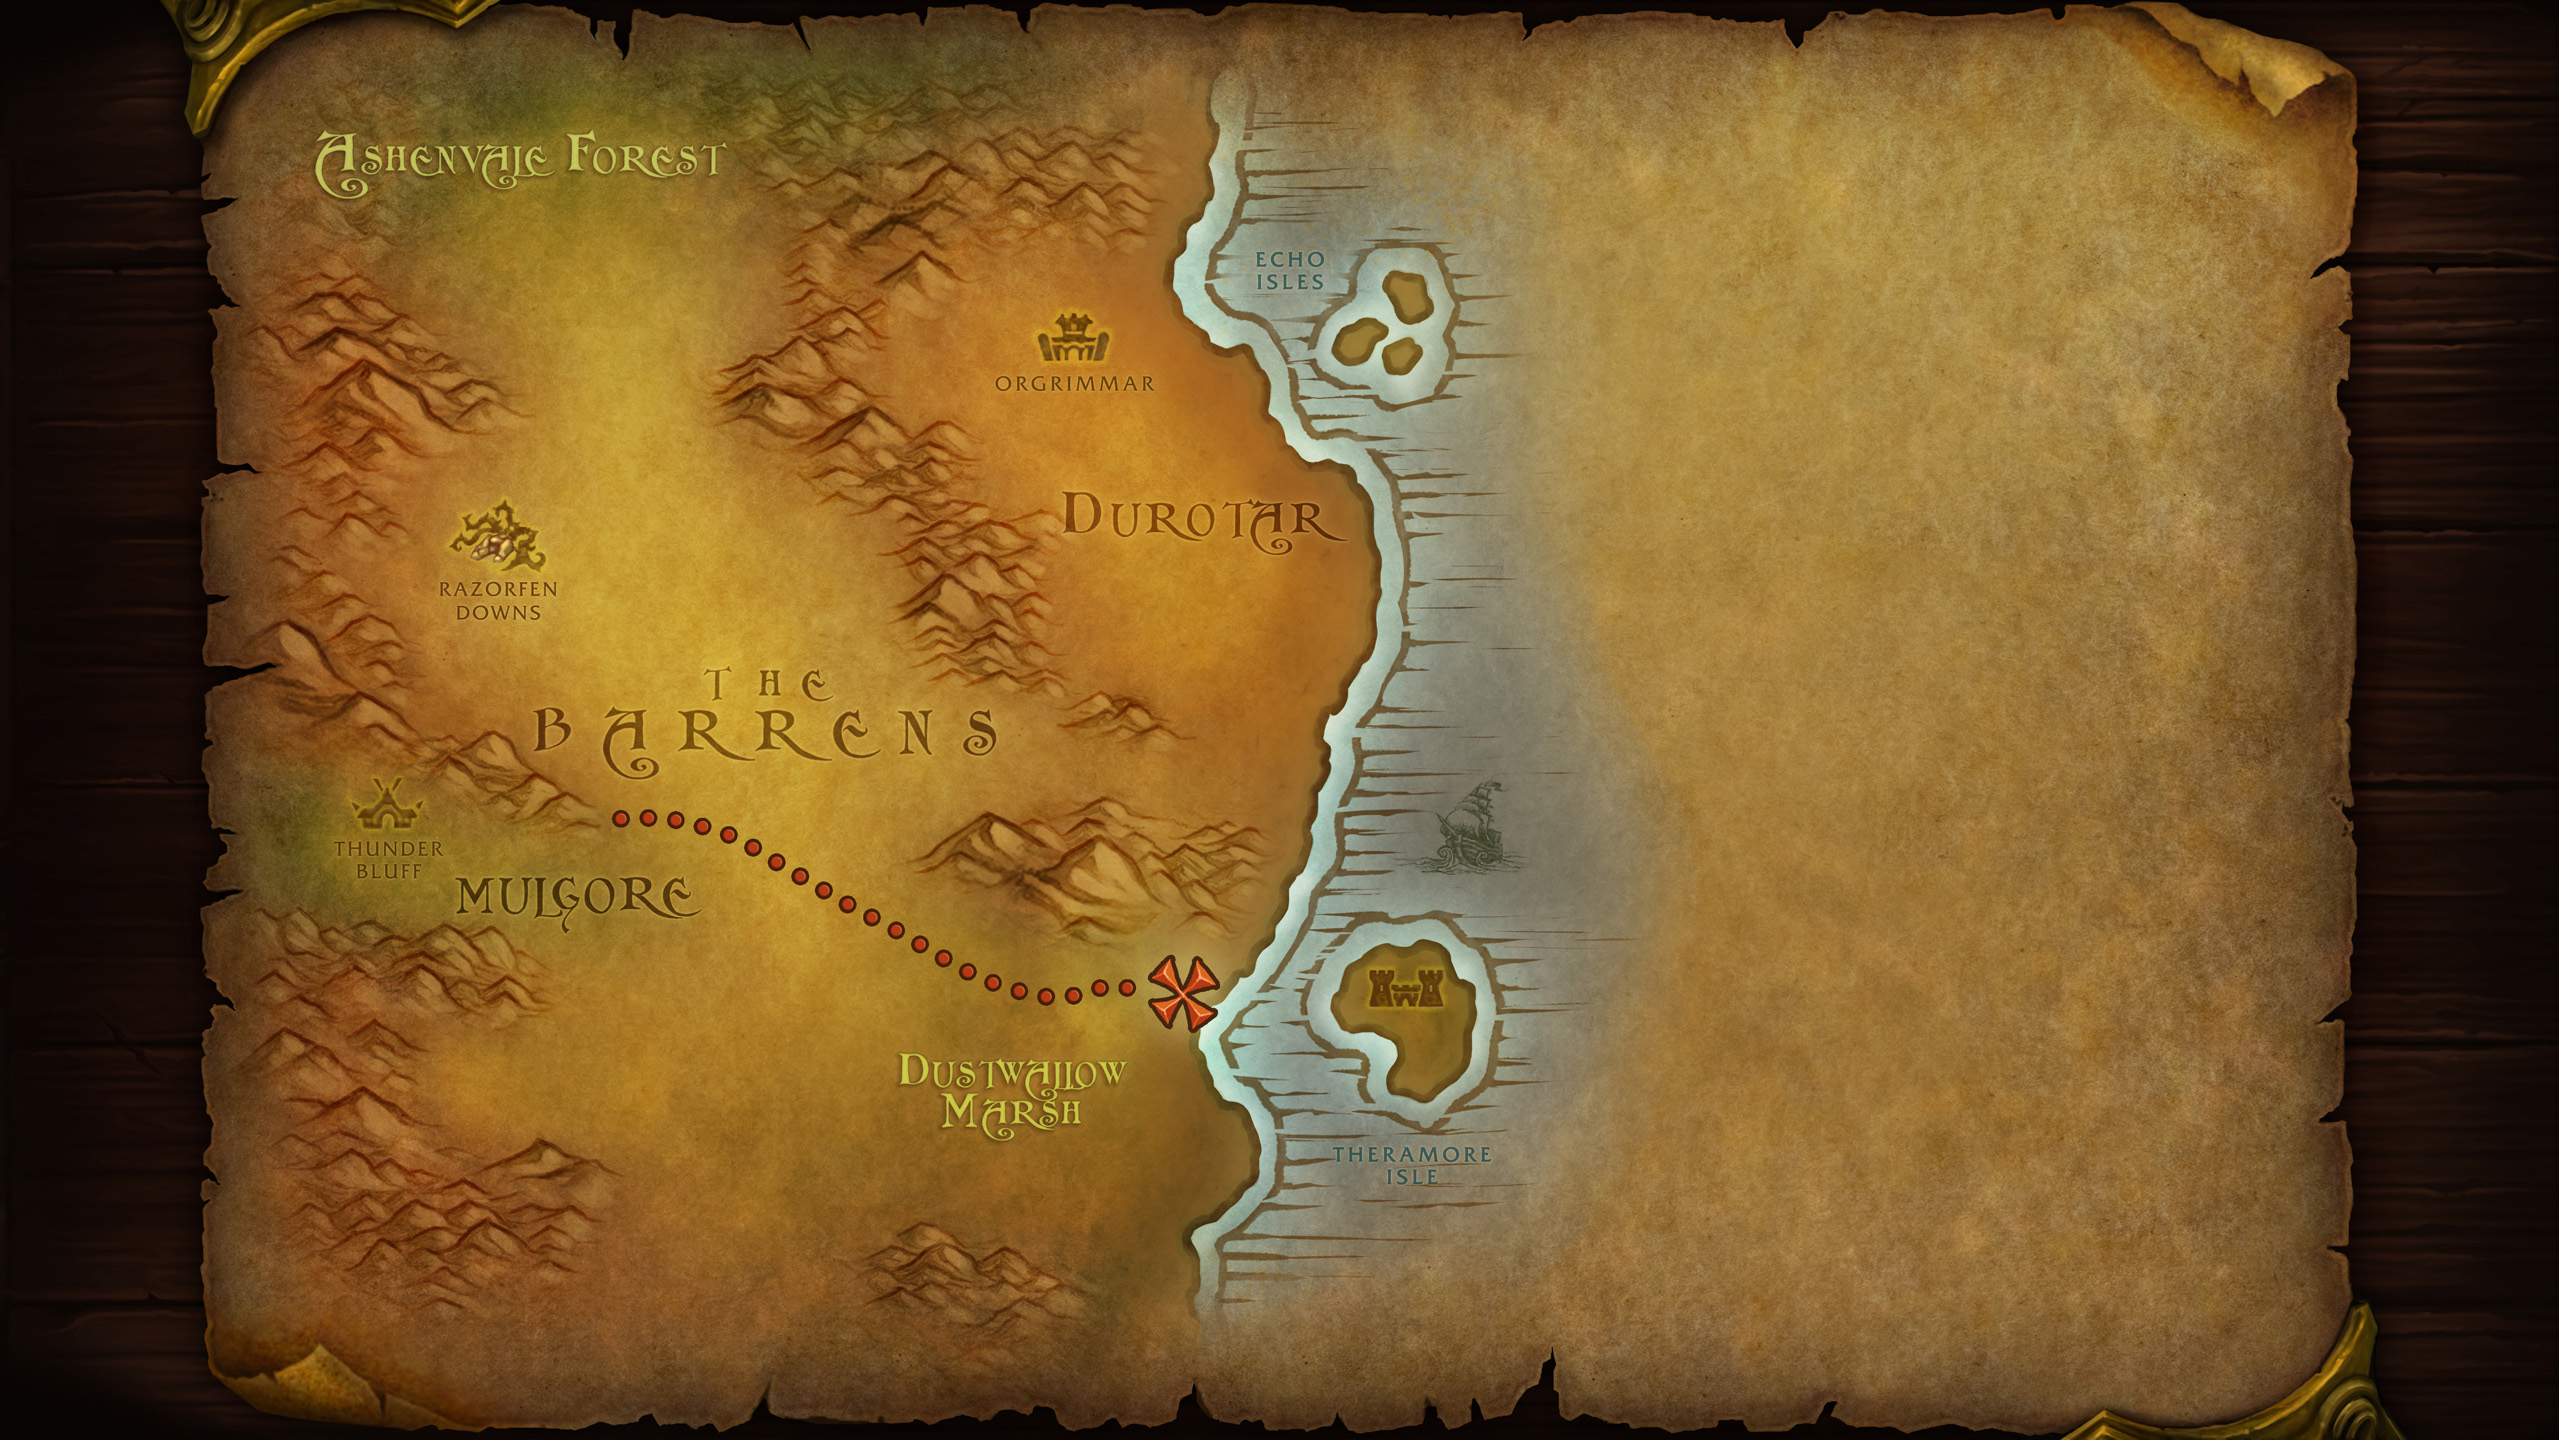 Ashenvale Forest
ECHO
ISLES
ORGRIMMAR
Durotar
RAZORFEN
DOWNS
THE
BARRENS
THUNDER
BLUFF
MULGORE
Dustwallow
Marsh
THERAMORE
ISLE